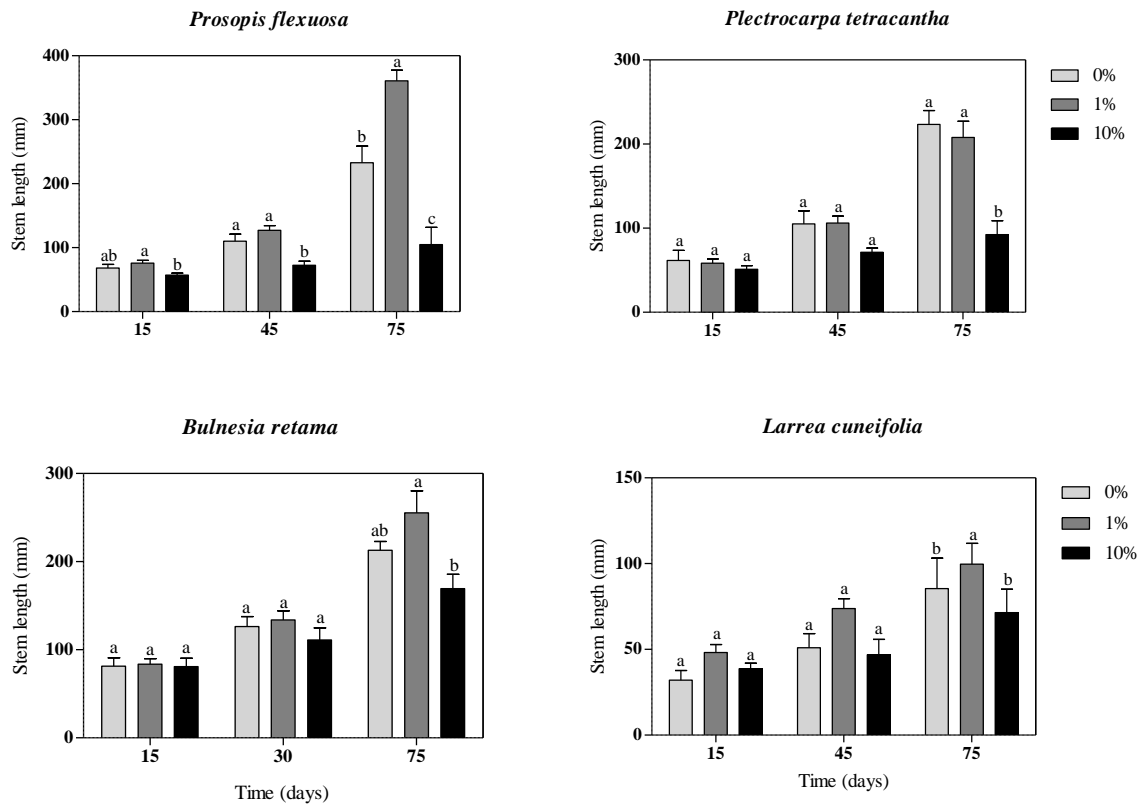 Prosopis flexuosa
400
300
200
100
0
Stem length (mm)
ab
a
b
a
a
b
b
a
c
15
45
75
Plectrocarpa tetracantha
300
200
100
0
Stem length (mm)
a
a
a
a
a
a
a
a
b
15
45
75
0%
1%
10%
Bulnesia retama
300
200
100
0
Stem length (mm)
a
a
a
a
a
a
ab
a
b
15
30
75
Time (days)
Larrea cuneifolia
150
100
50
0
Stem length (mm)
a
a
a
a
a
a
b
a
b
15
45
75
Time (days)
0%
1%
10%